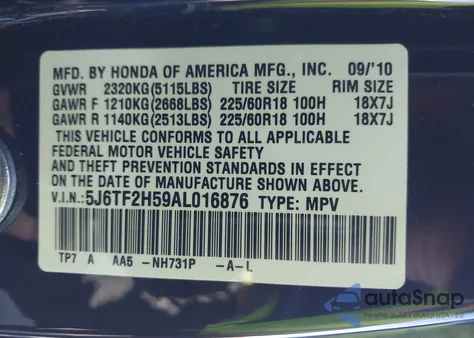 MFD. BY HONDA OF AMERICA MFG., INC. 09/'10
GVWR 2320KG(5115LBS) TIRE SIZE RIM SIZE
GAWR F 1210KG(2668LBS) 225/60R18 100H 18X7J
GAWR R 1140KG(2513LBS) 225/60R18 100H 18X7J
THIS VEHICLE CONFORMS TO ALL APPLICABLE
FEDERAL MOTOR VEHICLE SAFETY
AND THEFT PREVENTION STANDARDS IN EFFECT
ON THE DATE OF MANUFACTURE SHOWN ABOVE.
V.I.N.: 5J6TF2H59AL016876 TYPE: MPV
TP7 A AA5 -NH731P -A-L
autoSnap